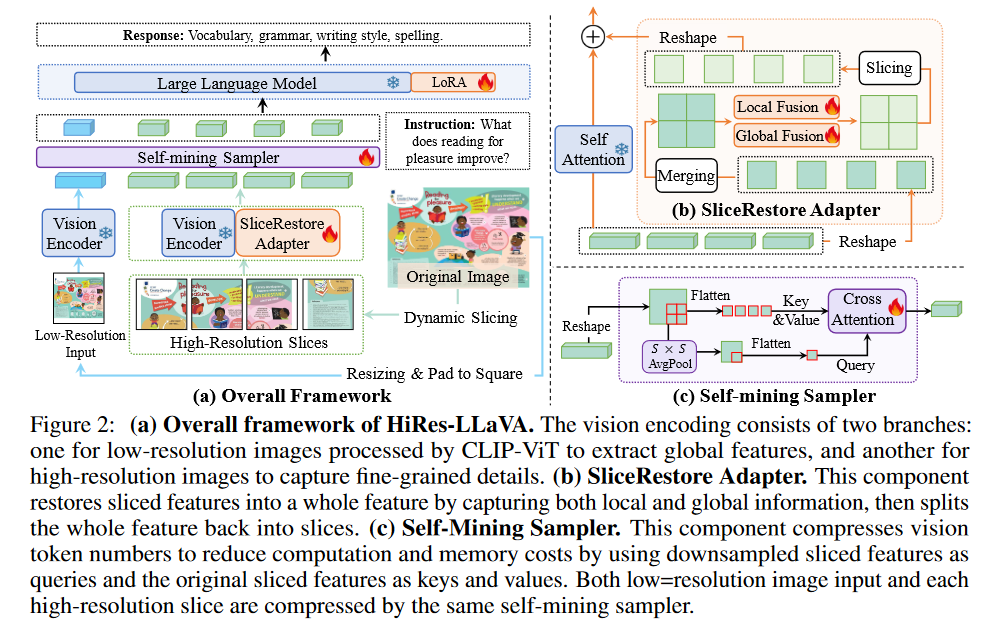 Response: Vocabulary, grammar, writing style, spelling.
Large Language Model
LoRA
Instruction: What
does reading for
pleasure improve?
Self-mining Sampler
Vision
Encoder
Vision
Encoder
SliceRestore
Adapter
Reading
for
pleasure
UNDERSTAND
Original Image
Low-Resolution
Input
High-Resolution Slices
Dynamic Slicing
Resizing & Pad to Square
(a) Overall Framework
Reshape
Slicing
Local Fusion
Global Fusion
Self
Attention
Merging
(b) SliceRestore Adapter
Reshape
Reshape
Flatten
Key
&Value
Cross
Attention
S × S
AvgPool
Flatten
Query
(c) Self-mining Sampler
Figure 2: (a) Overall framework of HiRes-LLaVA. The vision encoding consists of two branches:
one for low-resolution images processed by CLIP-ViT to extract global features, and another for
high-resolution images to capture fine-grained details. (b) SliceRestore Adapter. This component
restores sliced features into a whole feature by capturing both local and global information, then splits
the whole feature back into slices. (c) Self-Mining Sampler. This component compresses vision
token numbers to reduce computation and memory costs by using downsampled sliced features as
queries and the original sliced features as keys and values. Both low=resolution image input and each
high-resolution slice are compressed by the same self-mining sampler.